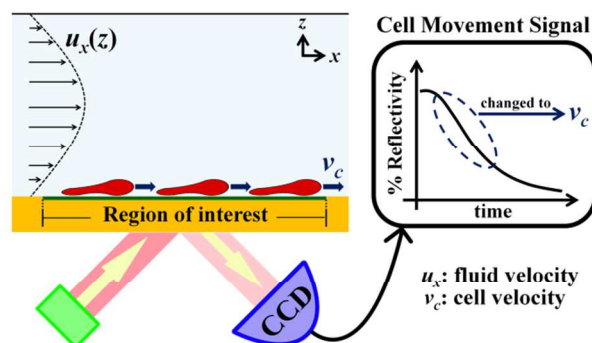 u_x(z)
z
x
v_c
Region of interest
CCD
Cell Movement Signal
% Reflectivity
changed to
v_c
time
u_x: fluid velocity
v_c: cell velocity